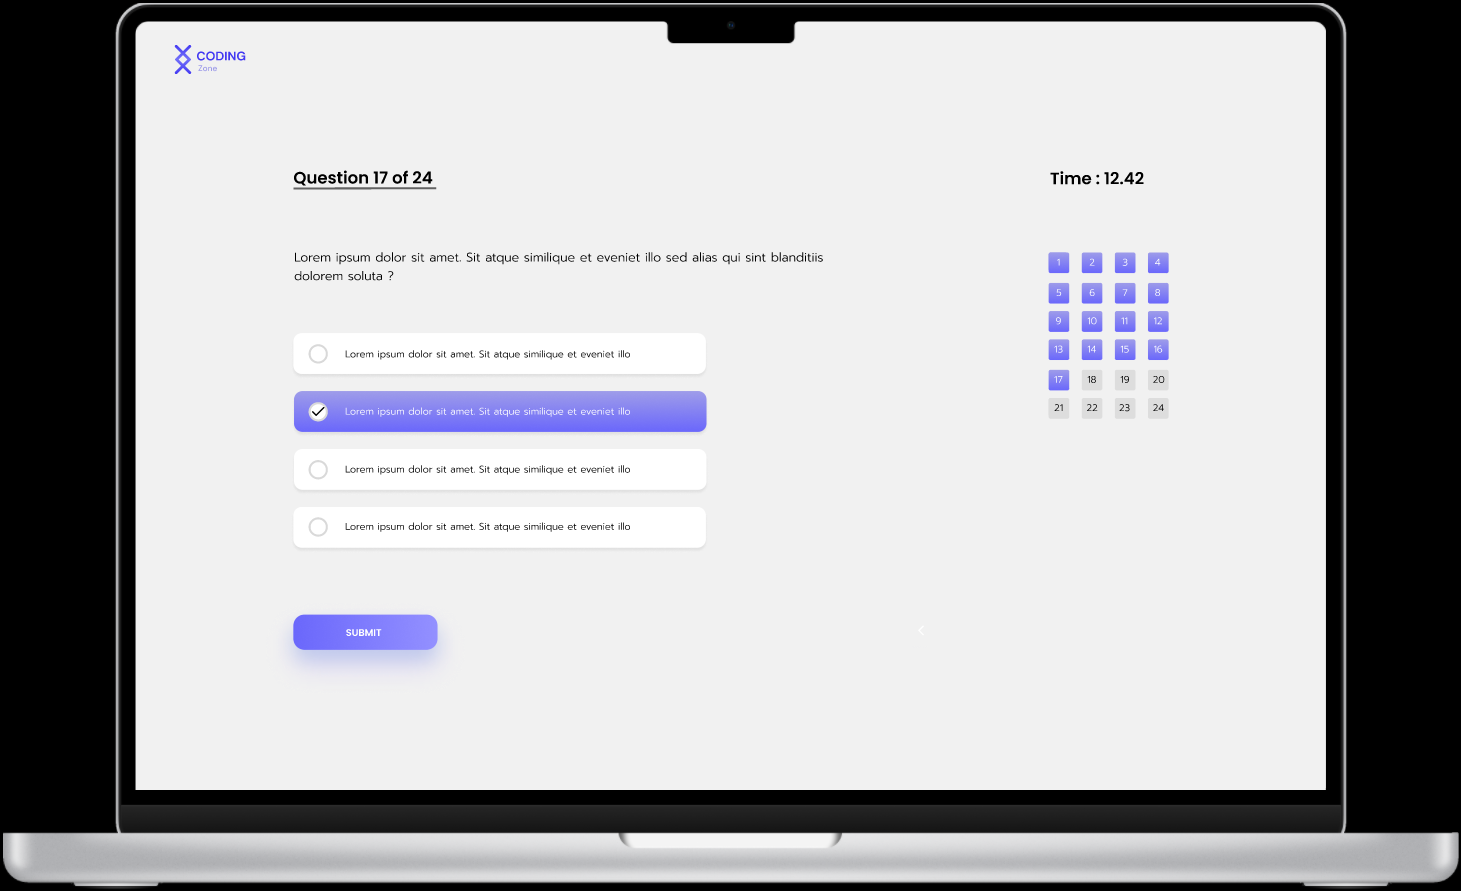 CODING
Zone
Question 17 of 24
Time : 12.42
Lorem ipsum dolor sit amet. Sit atque similique et eveniet illo sed alias qui sint blanditiis
dolorem soluta ?
Lorem ipsum dolor sit amet. Sit atque similique et eveniet illo
Lorem ipsum dolor sit amet. Sit atque similique et eveniet illo
Lorem ipsum dolor sit amet. Sit atque similique et eveniet illo
Lorem ipsum dolor sit amet. Sit atque similique et eveniet illo
SUBMIT
1 2 3 4
5 6 7 8
9 10 11 12
13 14 15 16
17 18 19 20
21 22 23 24